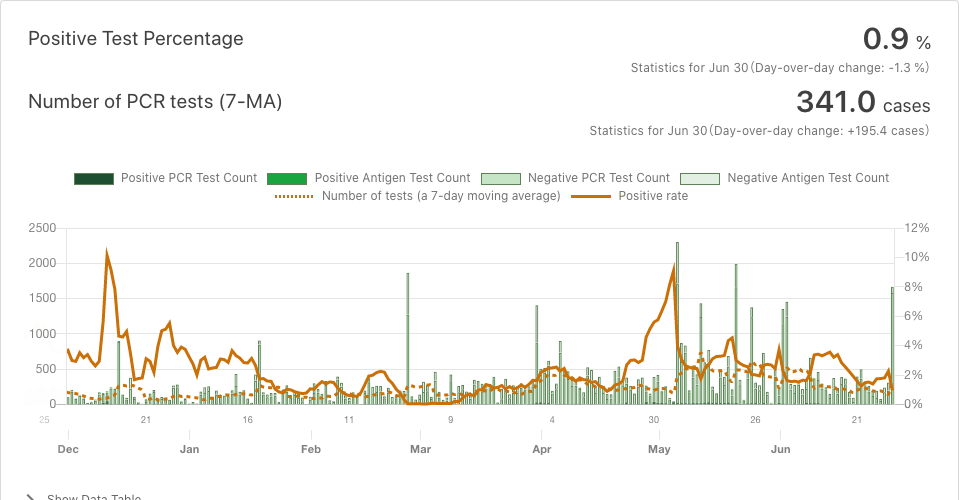 Positive Test Percentage
0.9 %
Statistics for Jun 30(Day-over-day change: -1.3 %)
Number of PCR tests (7-MA)
341.0 cases
Statistics for Jun 30(Day-over-day change: +195.4 cases)
Positive PCR Test Count Positive Antigen Test Count Negative PCR Test Count Negative Antigen Test Count
Number of tests (a 7-day moving average) Positive rate
2500 12%
2000 10%
1500 8%
1000 6%
500 4%
0 2%
0%
25 21 16 11 9 4 30 26 21
Dec Jan Feb Mar Apr May Jun
Show Data Table